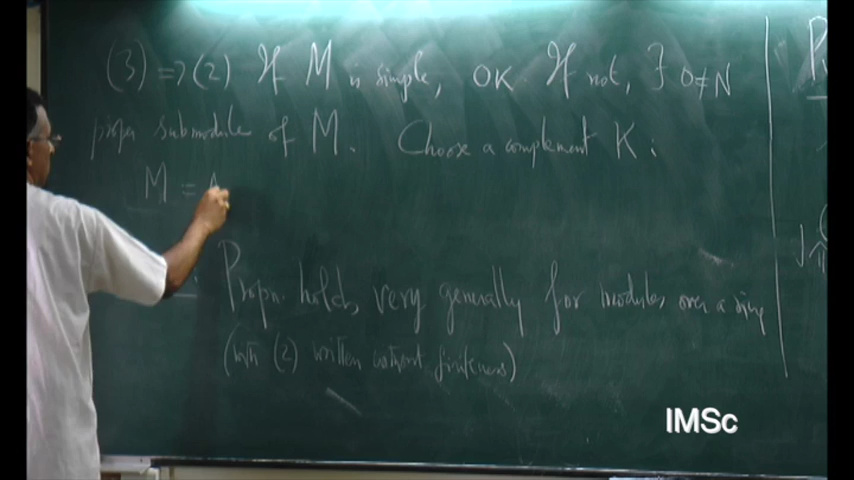 (3) => (2) If M is simple, OK. If not, ∃ 0 ≠ N
proper submodule of M. Choose a complement K:
M =
Propn. holds very generally for modules over a ring
(with (2) written without finiteness)
IMSc